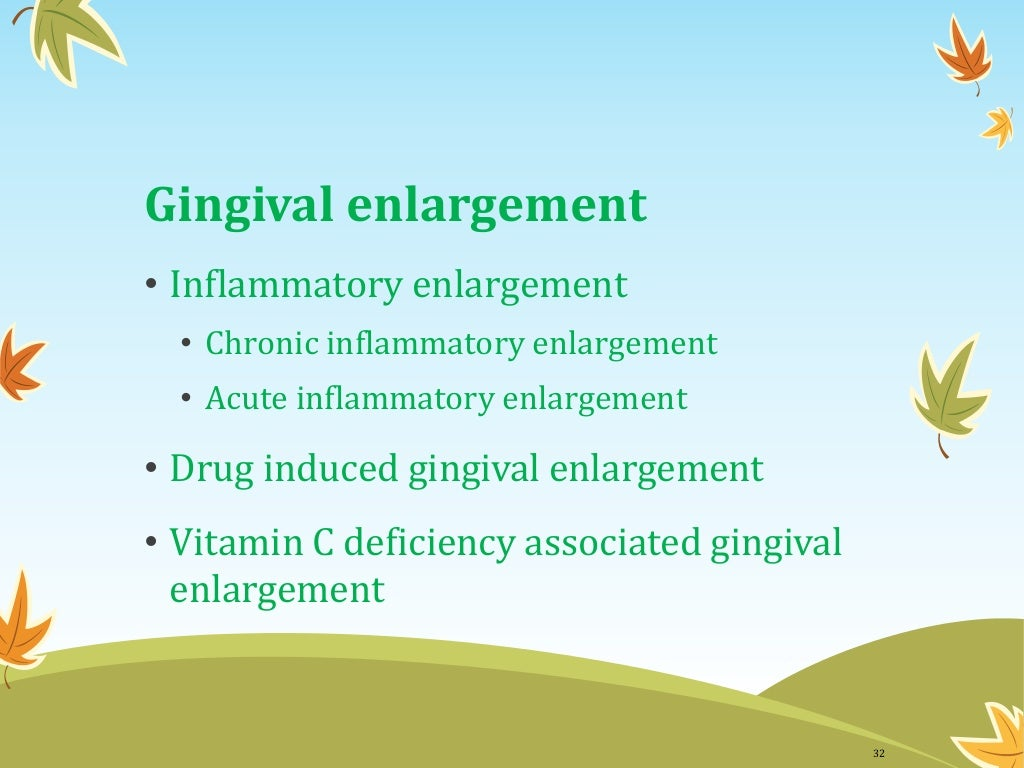 Gingival enlargement
• Inflammatory enlargement
• Chronic inflammatory enlargement
• Acute inflammatory enlargement
• Drug induced gingival enlargement
• Vitamin C deficiency associated gingival
enlargement
32